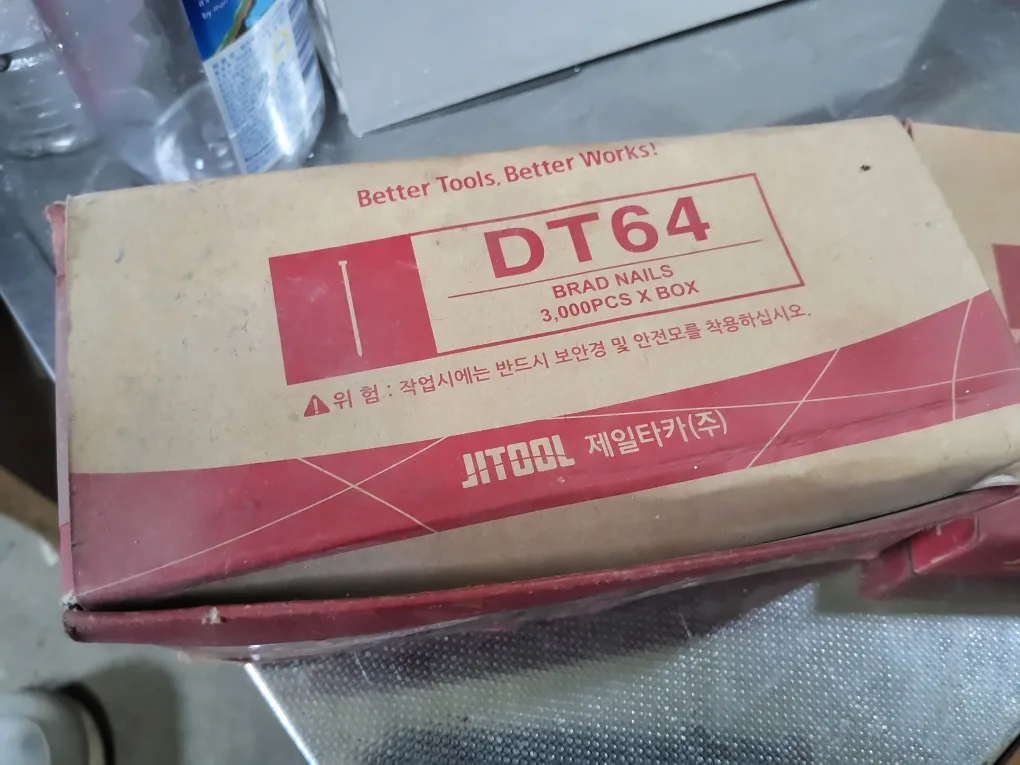 Better Tools, Better Works!
DT64
BRAD NAILS
3,000PCS X BOX
위 험 : 작업시에는 반드시 보안경 및 안전모를 착용하십시오.
JITOOL 제일타카(주)